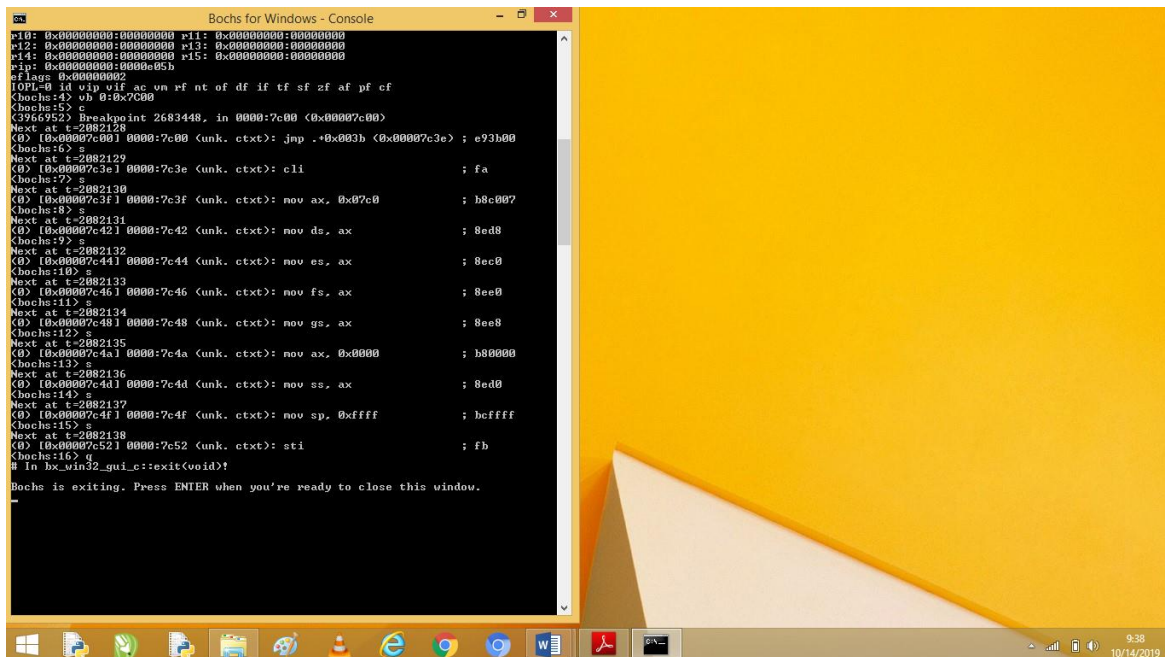 Bochs for Windows - Console
r10: 0x00000000:00000000 r11: 0x00000000:00000000
r12: 0x00000000:00000000 r13: 0x00000000:00000000
r14: 0x00000000:00000000 r15: 0x00000000:00000000
rip: 0x00000000:0000e05b
eflags 0x00000002
IOPL=0 id vip vif ac vm rf nt of df if tf sf zf af pf cf
<bochs:4> vb 0:0x7C00
<bochs:5> c
(3966952) Breakpoint 2683448, in 0000:7c00 (0x00007c00)
Next at t=2082128
(0) [0x00007c00] 0000:7c00 (unk. ctxt): jmp .+0x003b (0x00007c3e) ; e93b00
<bochs:6> s
Next at t=2082129
(0) [0x00007c3e] 0000:7c3e (unk. ctxt): cli ; fa
<bochs:7> s
Next at t=2082130
(0) [0x00007c3f] 0000:7c3f (unk. ctxt): mov ax, 0x07c0 ; b8c007
<bochs:8> s
Next at t=2082131
(0) [0x00007c42] 0000:7c42 (unk. ctxt): mov ds, ax ; 8ed8
<bochs:9> s
Next at t=2082132
(0) [0x00007c44] 0000:7c44 (unk. ctxt): mov es, ax ; 8ec0
<bochs:10> s
Next at t=2082133
(0) [0x00007c46] 0000:7c46 (unk. ctxt): mov fs, ax ; 8ee0
<bochs:11> s
Next at t=2082134
(0) [0x00007c48] 0000:7c48 (unk. ctxt): mov gs, ax ; 8ee8
<bochs:12> s
Next at t=2082135
(0) [0x00007c4a] 0000:7c4a (unk. ctxt): mov ax, 0x0000 ; b80000
<bochs:13> s
Next at t=2082136
(0) [0x00007c4d] 0000:7c4d (unk. ctxt): mov ss, ax ; 8ed0
<bochs:14> s
Next at t=2082137
(0) [0x00007c4f] 0000:7c4f (unk. ctxt): mov sp, 0xffff ; bcffff
<bochs:15> s
Next at t=2082138
(0) [0x00007c52] 0000:7c52 (unk. ctxt): sti ; fb
<bochs:16> q
# In bx_win32_gui_c::exit(void)!
Bochs is exiting. Press ENTER when you're ready to close this window.
9:38
10/14/2019